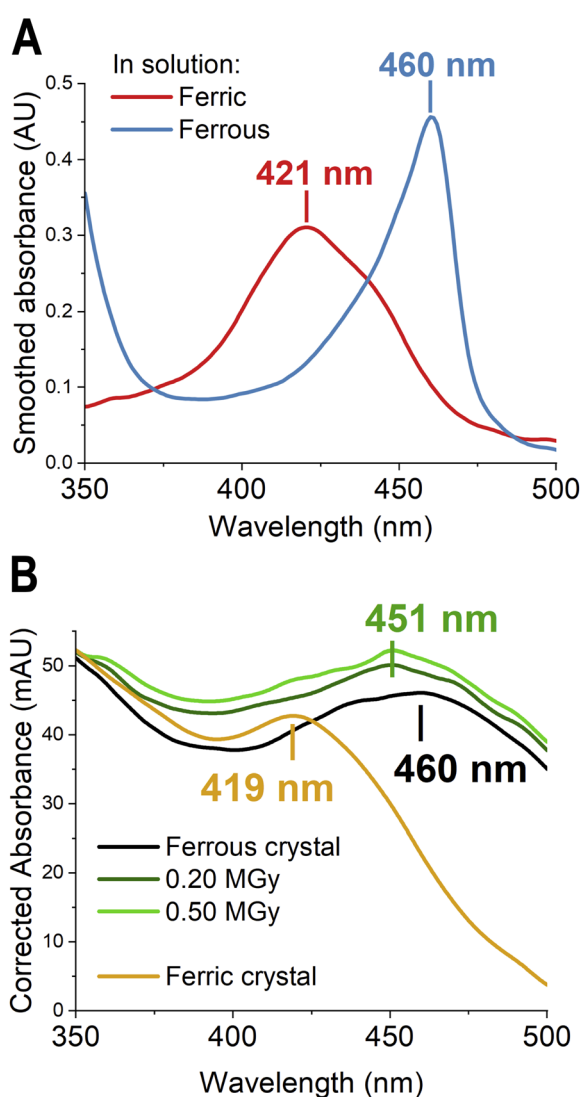 A
In solution:
Ferric
Ferrous
460 nm
421 nm
Smoothed absorbance (AU)
0.5
0.4
0.3
0.2
0.1
0.0
350
400
450
500
Wavelength (nm)
B
451 nm
460 nm
419 nm
Corrected Absorbance (mAU)
50
40
30
20
10
0
Ferrous crystal
0.20 MGy
0.50 MGy
Ferric crystal
350
400
450
500
Wavelength (nm)